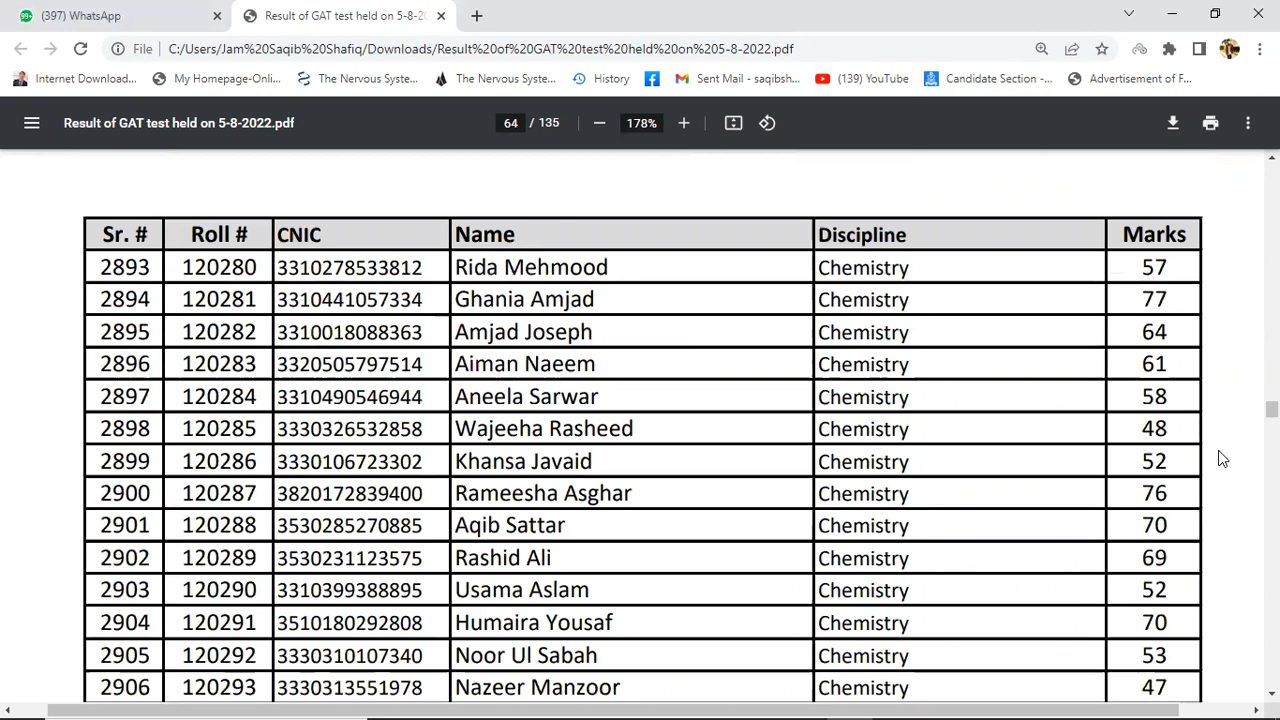 (397) WhatsApp
Result of GAT test held on 5-8-20
File C:/Users/Jam%20Saqib%20Shafiq/Downloads/Result%20of%20GAT%20test%20held%20on%205-8-2022.pdf
Internet Download... My Homepage-Onli... The Nervous Syste... The Nervous Syste... History Sent Mail - saqibsh... (139) YouTube Candidate Section -... Advertisement of F...
Result of GAT test held on 5-8-2022.pdf 64 / 135 − 178% +
Sr. # Roll # CNIC Name Discipline Marks
2893 120280 3310278533812 Rida Mehmood Chemistry 57
2894 120281 3310441057334 Ghania Amjad Chemistry 77
2895 120282 3310018088363 Amjad Joseph Chemistry 64
2896 120283 3320505797514 Aiman Naeem Chemistry 61
2897 120284 3310490546944 Aneela Sarwar Chemistry 58
2898 120285 3330326532858 Wajeeha Rasheed Chemistry 48
2899 120286 3330106723302 Khansa Javaid Chemistry 52
2900 120287 3820172839400 Rameesha Asghar Chemistry 76
2901 120288 3530285270885 Aqib Sattar Chemistry 70
2902 120289 3530231123575 Rashid Ali Chemistry 69
2903 120290 3310399388895 Usama Aslam Chemistry 52
2904 120291 3510180292808 Humaira Yousaf Chemistry 70
2905 120292 3330310107340 Noor Ul Sabah Chemistry 53
2906 120293 3330313551978 Nazeer Manzoor Chemistry 47